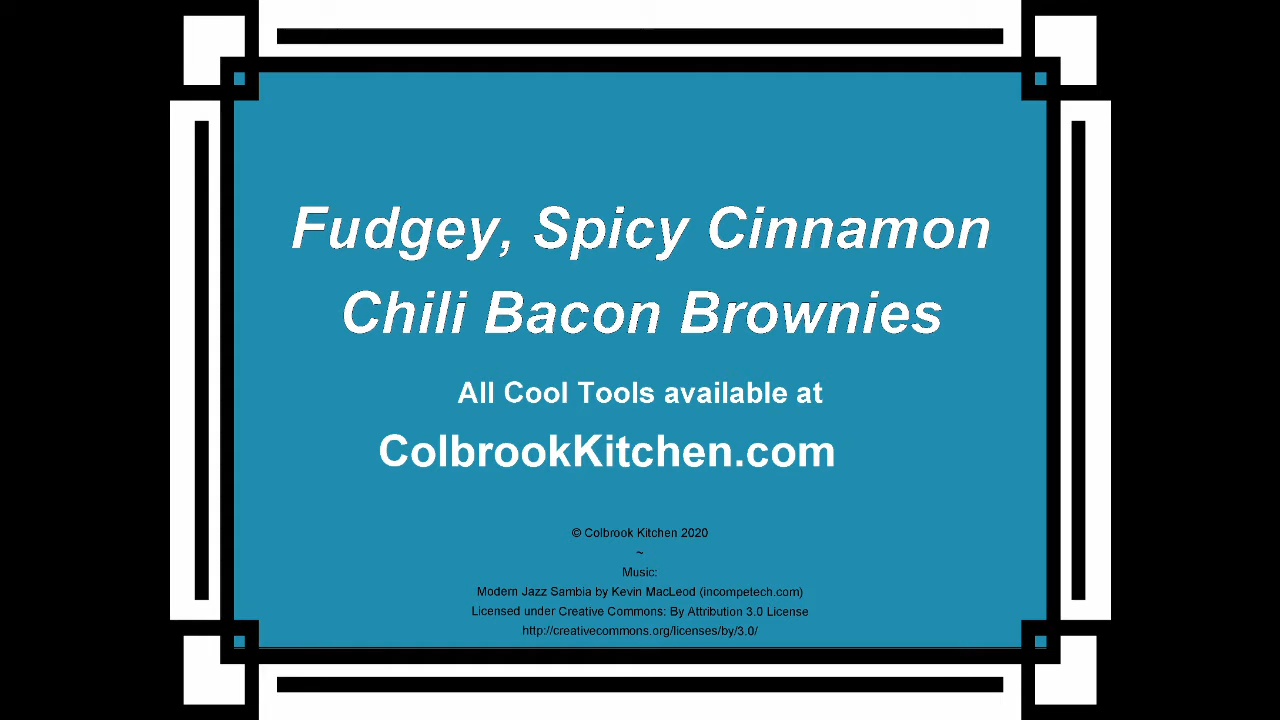 Fudgey, Spicy Cinnamon
Chili Bacon Brownies
All Cool Tools available at
ColbrookKitchen.com
© Colbrook Kitchen 2020
~
Music:
Modern Jazz Sambia by Kevin MacLeod (incompetech.com)
Licensed under Creative Commons: By Attribution 3.0 License
http://creativecommons.org/licenses/by/3.0/